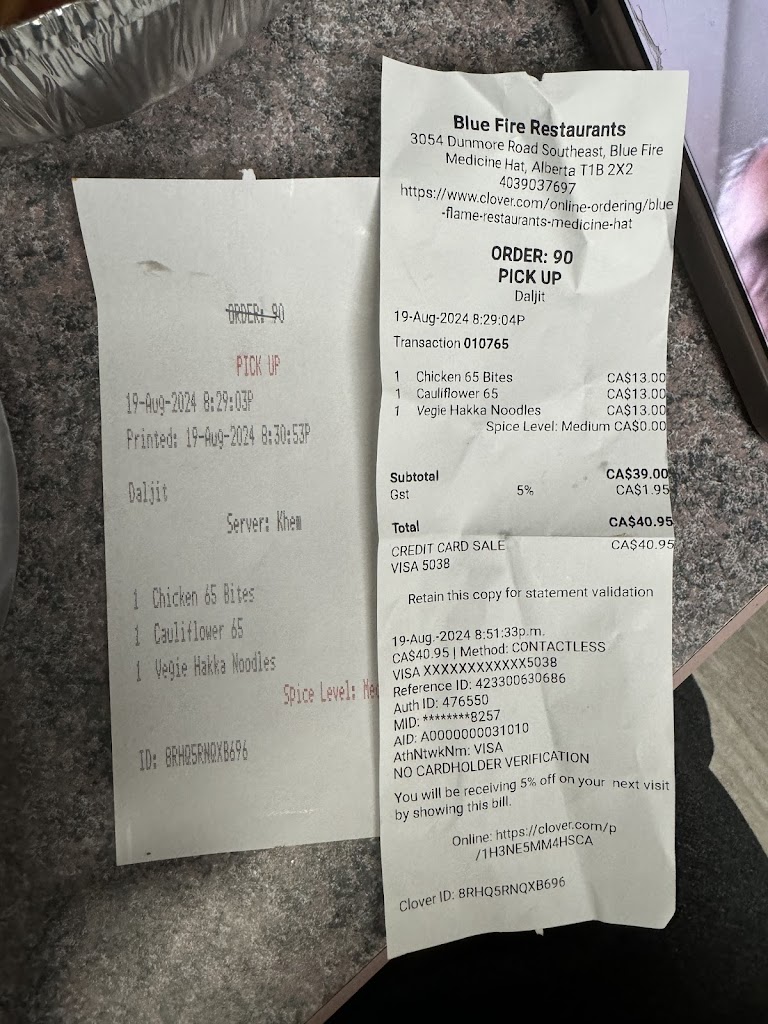 ORDER: 90
PICK UP
19-Aug-2024 8:29:03P
Printed: 19-Aug-2024 8:30:53P
Daljit
Server: Khem
1 Chicken 65 Bites
1 Cauliflower 65
1 Vegie Hakka Noodles
Spice Level: Med
ID: 8RHQ5RNQXB696
Blue Fire Restaurants
3054 Dunmore Road Southeast, Blue Fire
Medicine Hat, Alberta T1B 2X2
4039037697
https://www.clover.com/online-ordering/blue
-flame-restaurants-medicine-hat
ORDER: 90
PICK UP
Daljit
19-Aug-2024 8:29:04P
Transaction 010765
1 Chicken 65 Bites CA$13.00
1 Cauliflower 65 CA$13.00
1 Vegie Hakka Noodles CA$13.00
Spice Level: Medium CA$0.00
Subtotal CA$39.00
Gst 5% CA$1.95
Total CA$40.95
CREDIT CARD SALE CA$40.95
VISA 5038
Retain this copy for statement validation
19-Aug.-2024 8:51:33p.m.
CA$40.95 | Method: CONTACTLESS
VISA XXXXXXXXXXXX5038
Reference ID: 423300630686
Auth ID: 476550
MID: ********8257
AID: A0000000031010
AthNtwkNm: VISA
NO CARDHOLDER VERIFICATION
You will be receiving 5% off on your next visit
by showing this bill.
Online: https://clover.com/p
/1H3NE5MM4HSCA
Clover ID: 8RHQ5RNQXB696